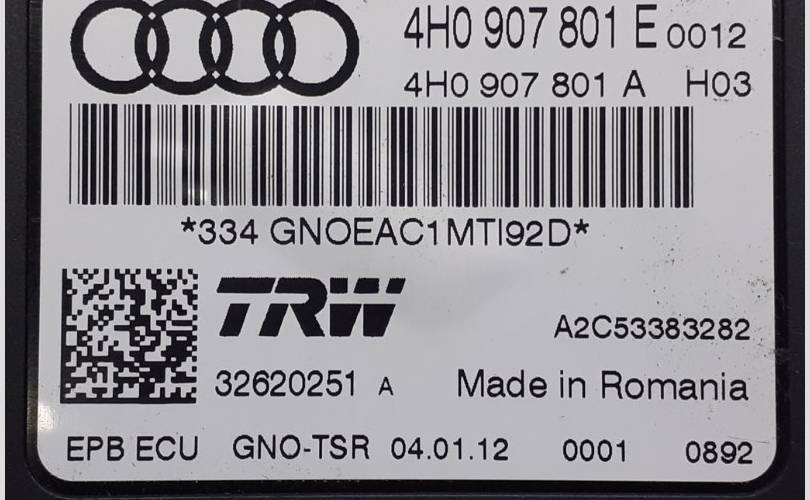 4H0 907 801 E 0012
4H0 907 801 A H03
*334 GNOEAC1MTI92D*
TRW
A2C53383282
32620251 A Made in Romania
EPB ECU GNO-TSR 04.01.12 0001 0892